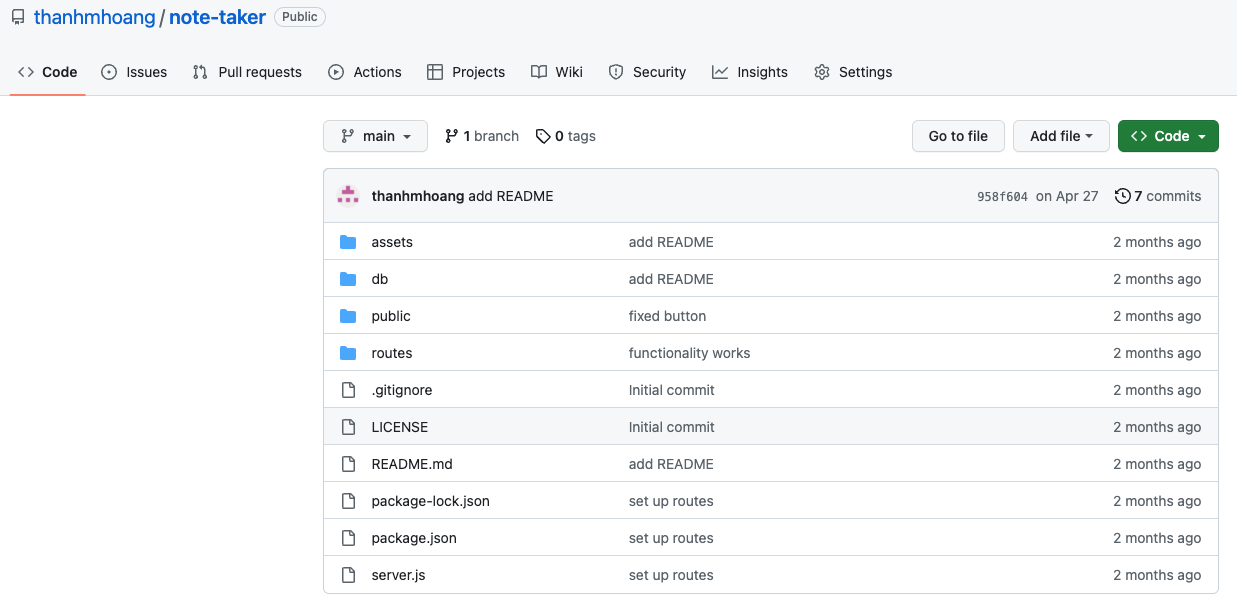 thanhmhoang / note-taker Public
Code Issues Pull requests Actions Projects Wiki Security Insights Settings
main 1 branch 0 tags Go to file Add file Code
thanhmhoang add README 958f604 on Apr 27 7 commits
assets add README 2 months ago
db add README 2 months ago
public fixed button 2 months ago
routes functionality works 2 months ago
.gitignore Initial commit 2 months ago
LICENSE Initial commit 2 months ago
README.md add README 2 months ago
package-lock.json set up routes 2 months ago
package.json set up routes 2 months ago
server.js set up routes 2 months ago